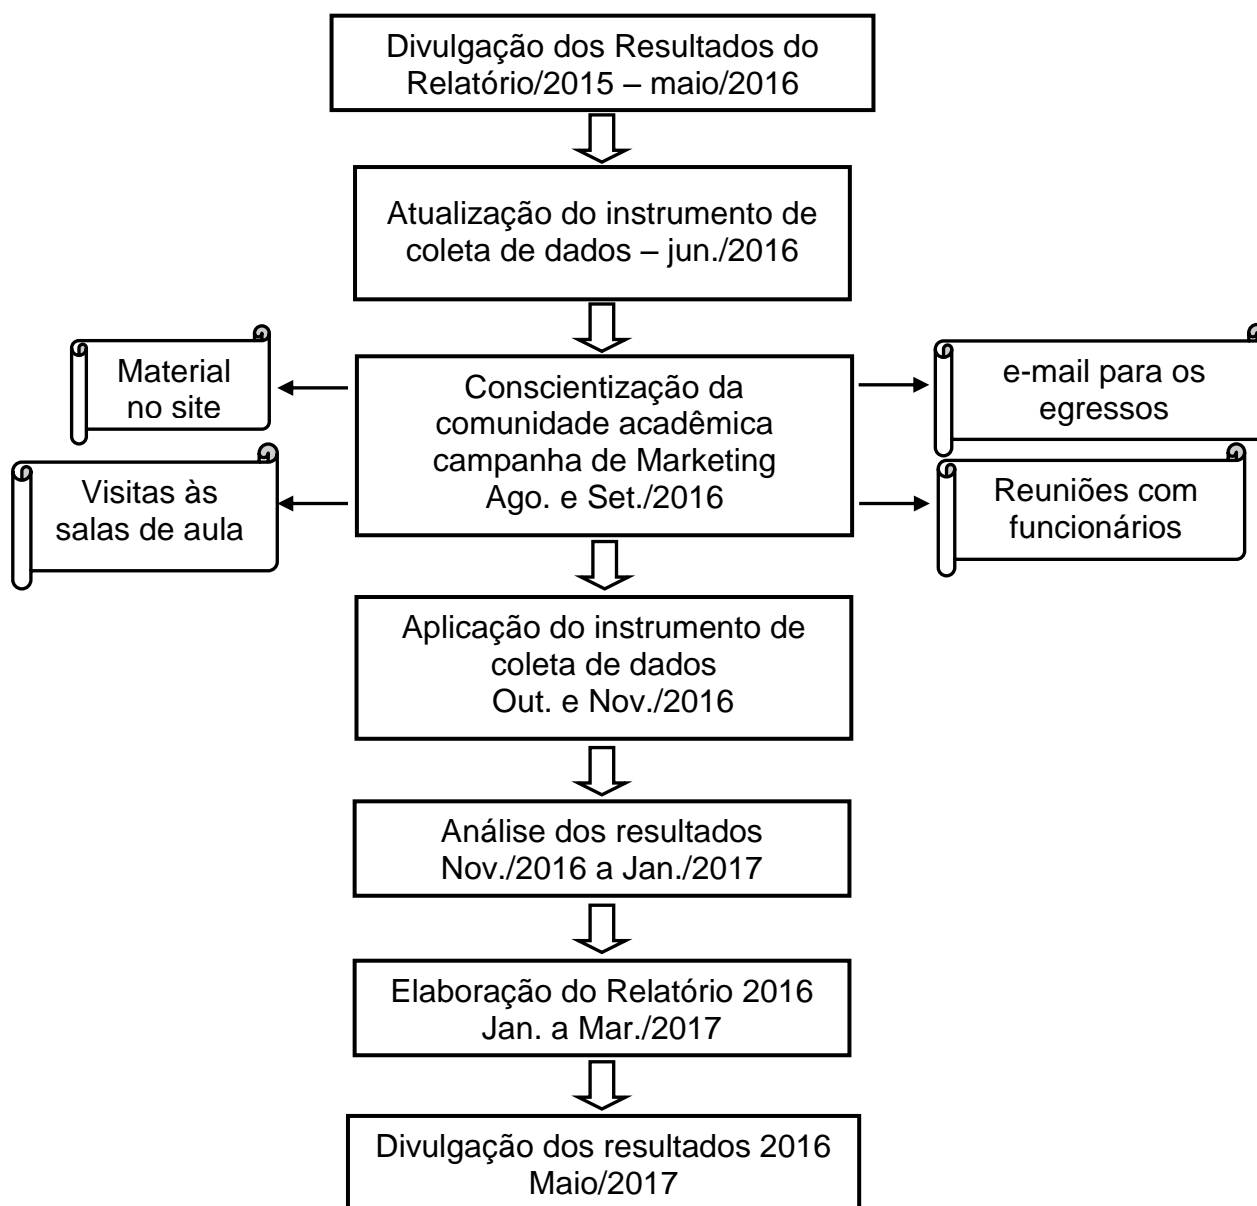 Divulgação dos Resultados do
Relatório/2015 – maio/2016
Atualização do instrumento de
coleta de dados – jun./2016
Material
no site
Conscientização da
comunidade acadêmica
campanha de Marketing
Ago. e Set./2016
e-mail para os
egressos
Visitas às
salas de aula
Reuniões com
funcionários
Aplicação do instrumento de
coleta de dados
Out. e Nov./2016
Análise dos resultados
Nov./2016 a Jan./2017
Elaboração do Relatório 2016
Jan. a Mar./2017
Divulgação dos resultados 2016
Maio/2017